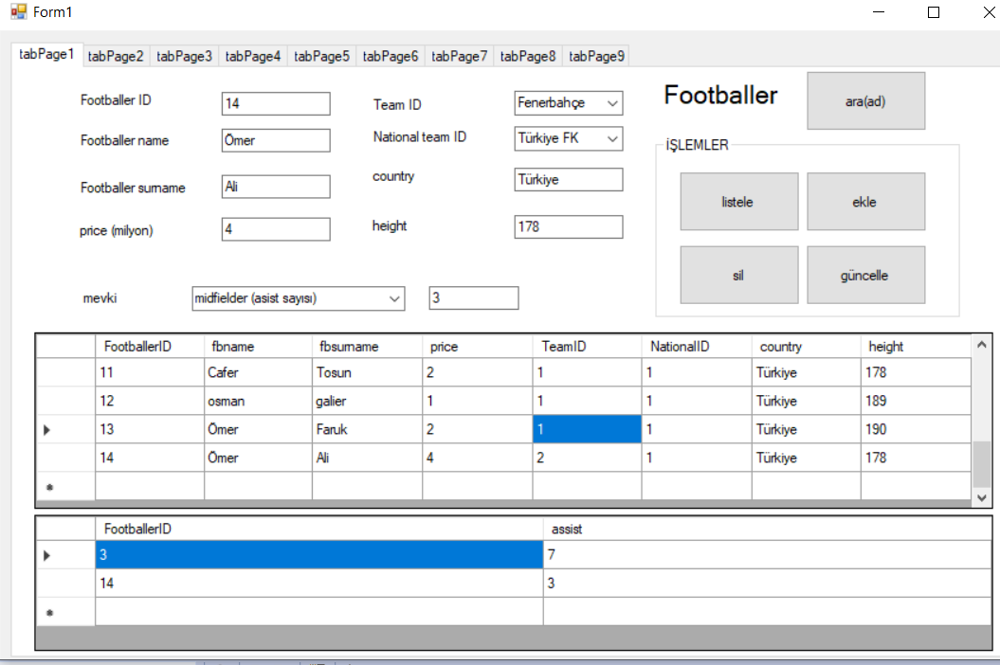 Form1
tabPage1 tabPage2 tabPage3 tabPage4 tabPage5 tabPage6 tabPage7 tabPage8 tabPage9
Footballer ID 14 Team ID Fenerbahçe Footballer ara(ad)
Footballer name Ömer National team ID Türkiye FK İŞLEMLER
Footballer surname Ali country Türkiye listele ekle
price (milyon) 4 height 178
sil güncelle
mevki midfielder (asist sayısı) 3
FootballerID fbname fbsurname price TeamID NationalID country height
11 Cafer Tosun 2 1 1 Türkiye 178
12 osman galier 1 1 1 Türkiye 189
13 Ömer Faruk 2 1 1 Türkiye 190
14 Ömer Ali 4 2 1 Türkiye 178
FootballerID assist
3 7
14 3